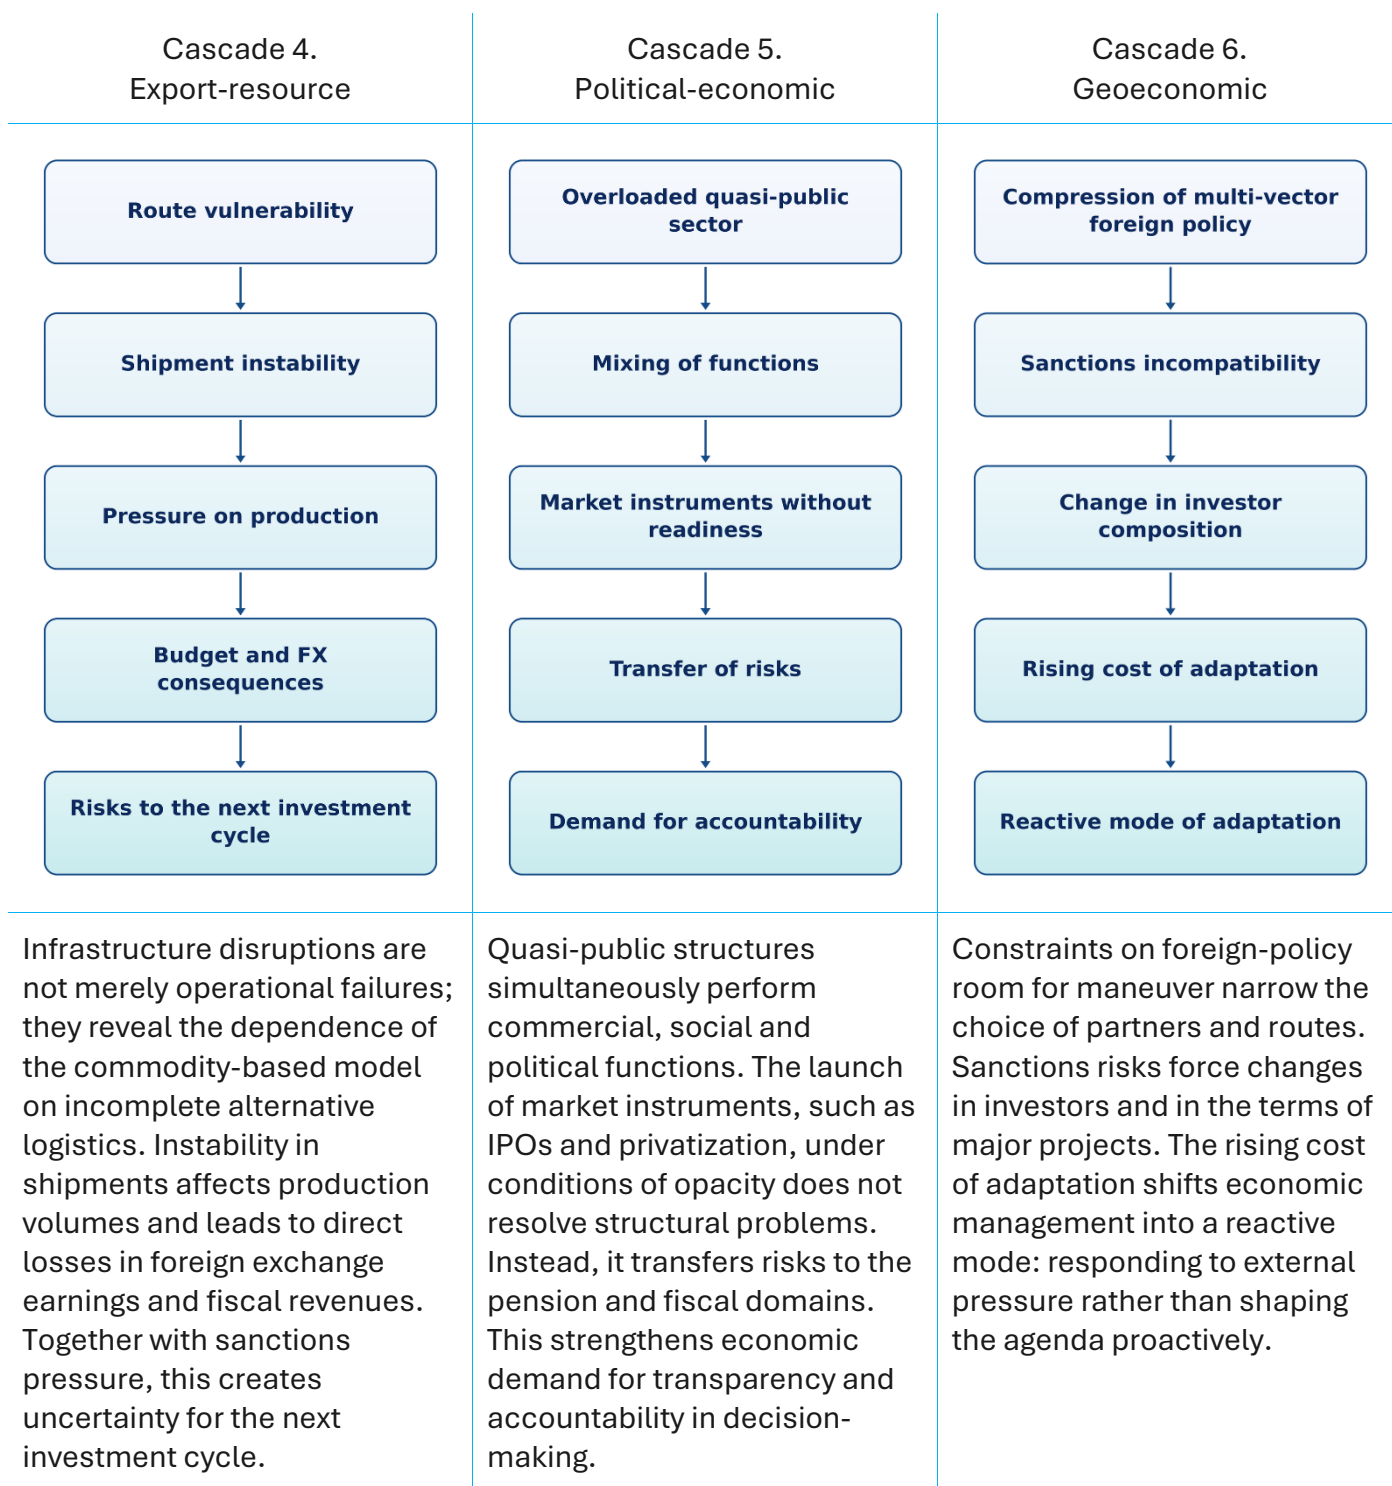 Cascade 4.
Export-resource
Route vulnerability
Shipment instability
Pressure on production
Budget and FX
consequences
Risks to the next investment
cycle
Infrastructure disruptions are
not merely operational failures;
they reveal the dependence of
the commodity-based model
on incomplete alternative
logistics. Instability in
shipments affects production
volumes and leads to direct
losses in foreign exchange
earnings and fiscal revenues.
Together with sanctions
pressure, this creates
uncertainty for the next
investment cycle.
Cascade 5.
Political-economic
Overloaded quasi-public
sector
Mixing of functions
Market instruments without
readiness
Transfer of risks
Demand for accountability
Quasi-public structures
simultaneously perform
commercial, social and
political functions. The launch
of market instruments, such as
IPOs and privatization, under
conditions of opacity does not
resolve structural problems.
Instead, it transfers risks to the
pension and fiscal domains.
This strengthens economic
demand for transparency and
accountability in decision-
making.
Cascade 6.
Geoeconomic
Compression of multi-vector
foreign policy
Sanctions incompatibility
Change in investor
composition
Rising cost of adaptation
Reactive mode of adaptation
Constraints on foreign-policy
room for maneuver narrow the
choice of partners and routes.
Sanctions risks force changes
in investors and in the terms of
major projects. The rising cost
of adaptation shifts economic
management into a reactive
mode: responding to external
pressure rather than shaping
the agenda proactively.